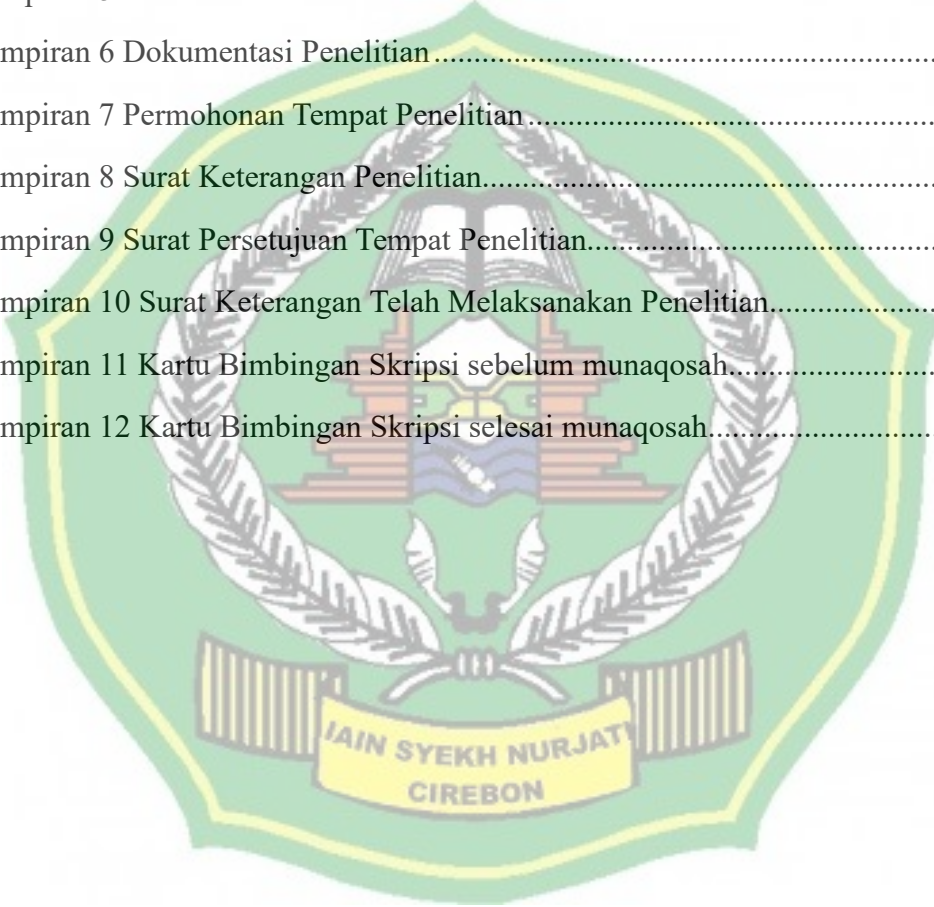 mpiran 6 Dokumentasi Penelitian................................................................
mpiran 7 Permohonan Tempat Penelitian....................................................
mpiran 8 Surat Keterangan Penelitian.........................................................
mpiran 9 Surat Persetujuan Tempat Penelitian............................................
mpiran 10 Surat Keterangan Telah Melaksanakan Penelitian....................
mpiran 11 Kartu Bimbingan Skripsi sebelum munaqosah.........................
mpiran 12 Kartu Bimbingan Skripsi selesai munaqosah............................
IAIN SYEKH NURJATI
CIREBON